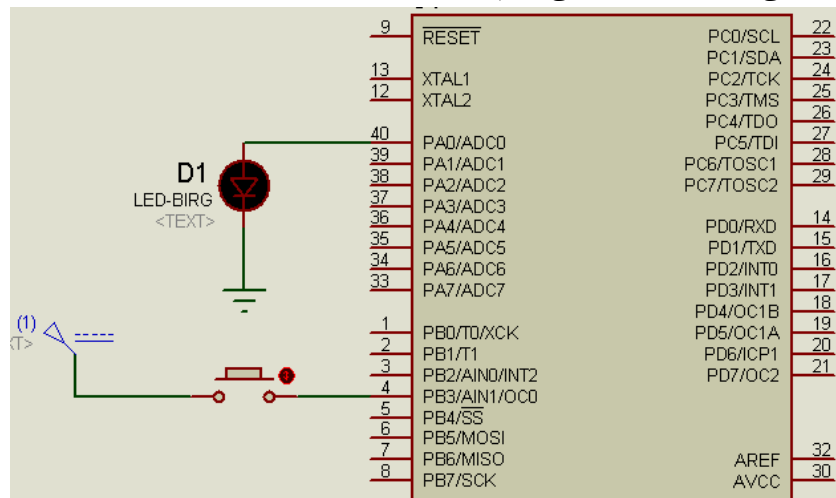 9 RESET PC0/SCL 22
PC1/SDA 23
13 XTAL1 PC2/TCK 24
12 XTAL2 PC3/TMS 25
PC4/TDO 26
40 PA0/ADC0 PC5/TDI 27
39 PA1/ADC1 PC6/TOSC1 28
38 PA2/ADC2 PC7/TOSC2 29
37 PA3/ADC3
36 PA4/ADC4 PD0/RXD 14
35 PA5/ADC5 PD1/TXD 15
34 PA6/ADC6 PD2/INT0 16
33 PA7/ADC7 PD3/INT1 17
PD4/OC1B 18
1 PB0/T0/XCK PD5/OC1A 19
2 PB1/T1 PD6/ICP1 20
3 PB2/AIN0/INT2 PD7/OC2 21
4 PB3/AIN1/OC0
5 PB4/SS
6 PB5/MOSI
7 PB6/MISO AREF 32
8 PB7/SCK AVCC 30
D1
LED-BIRG
<TEXT>
(1)